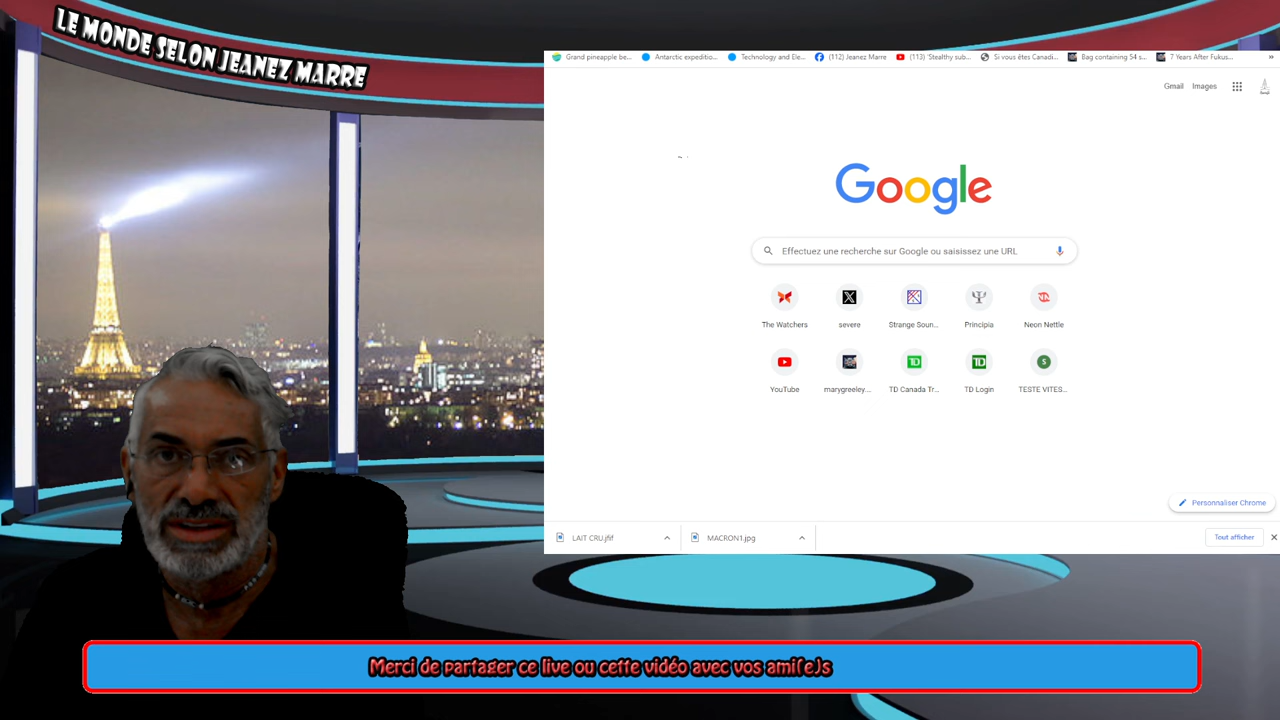 LE MONDE SELON JEANEZ MARRE
Grand pineapple be... Antarctic expeditio... Technology and Ele... (112) Jeanez Marre (113) 'Stealthy sub... Si vous êtes Canadi... Bag containing 54 s... 7 Years After Fukus... »
Gmail Images
Google
Effectuez une recherche sur Google ou saisissez une URL
The Watchers severe Strange Soun... Principia Neon Nettle
YouTube marygreeley.... TD Canada Tr... TD Login TESTE VITES...
Personnaliser Chrome
LAIT CRU.jfif MACRON1.jpg Tout afficher
Merci de partager ce live ou cette vidéo avec vos ami(e)s